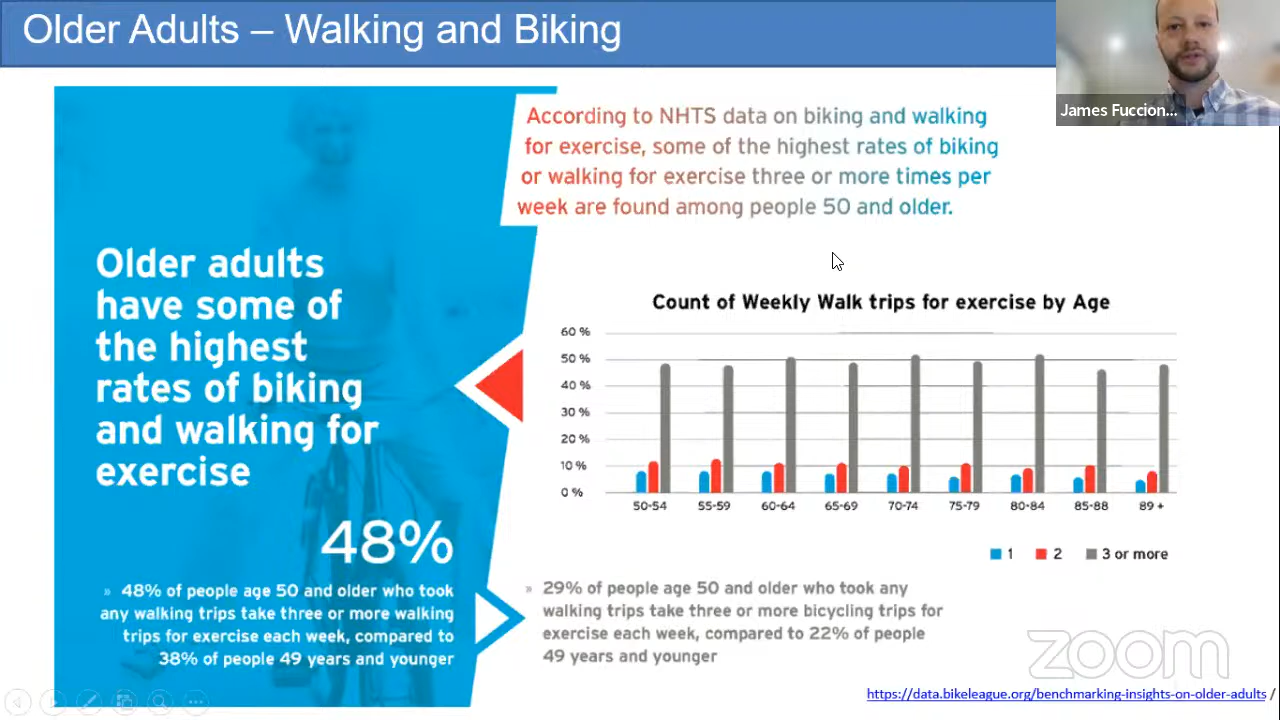 Older Adults – Walking and Biking
James Fuccion...
According to NHTS data on biking and walking
for exercise, some of the highest rates of biking
or walking for exercise three or more times per
week are found among people 50 and older.
Older adults
have some of
the highest
rates of biking
and walking for
exercise
48%
» 48% of people age 50 and older who took
any walking trips take three or more walking
trips for exercise each week, compared to
38% of people 49 years and younger
Count of Weekly Walk trips for exercise by Age
60 %
50 %
40 %
30 %
20 %
10 %
0 %
50-54 55-59 60-64 65-69 70-74 75-79 80-84 85-88 89 +
1 2 3 or more
» 29% of people age 50 and older who took any
walking trips take three or more bicycling trips for
exercise each week, compared to 22% of people
49 years and younger
zoom
https://data.bikeleague.org/benchmarking-insights-on-older-adults /